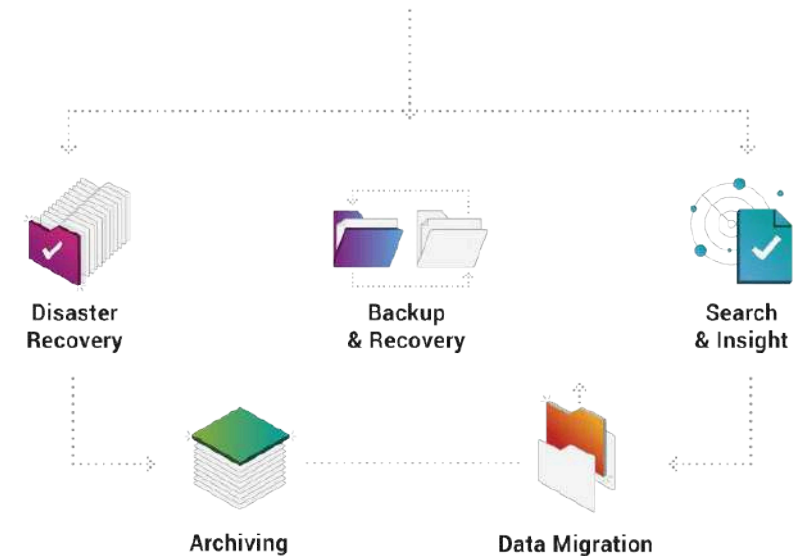 Disaster
Recovery
Backup
& Recovery
Search
& Insight
Archiving
Data Migration